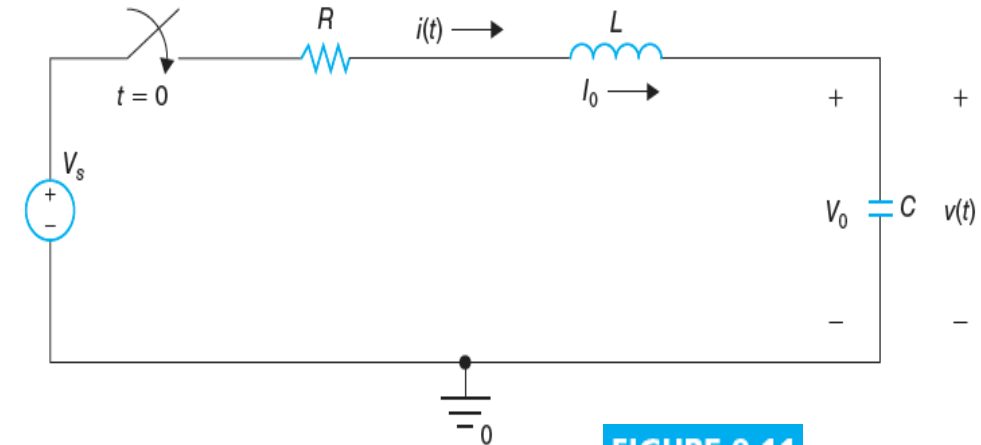 R
i(t)
L
t = 0
I₀
+
+
Vₛ
+
−
V₀
C
v(t)
−
−
0